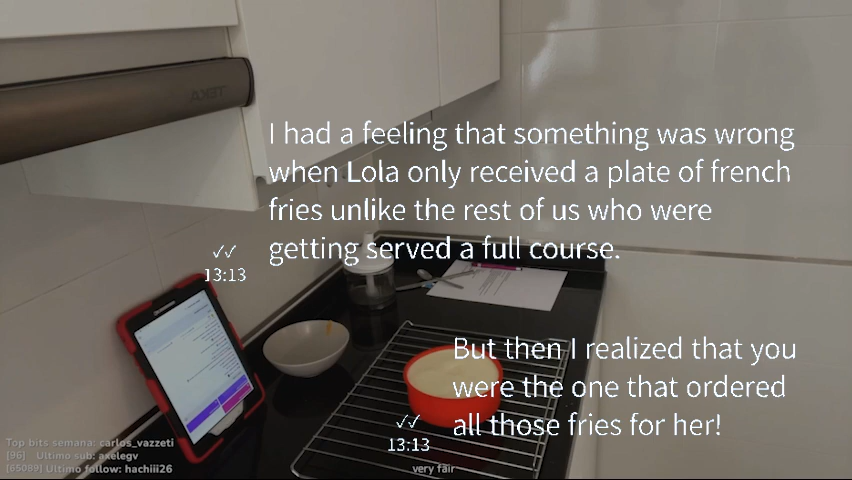 TEKA
I had a feeling that something was wrong
when Lola only received a plate of french
fries unlike the rest of us who were
getting served a full course.
✓✓
13:13
But then I realized that you
were the one that ordered
all those fries for her!
✓✓
13:13
Top bits semana: carlos_vazzeti
[96] Ultimo sub: axelegv
[65089] Ultimo follow: hachiii26
very fair